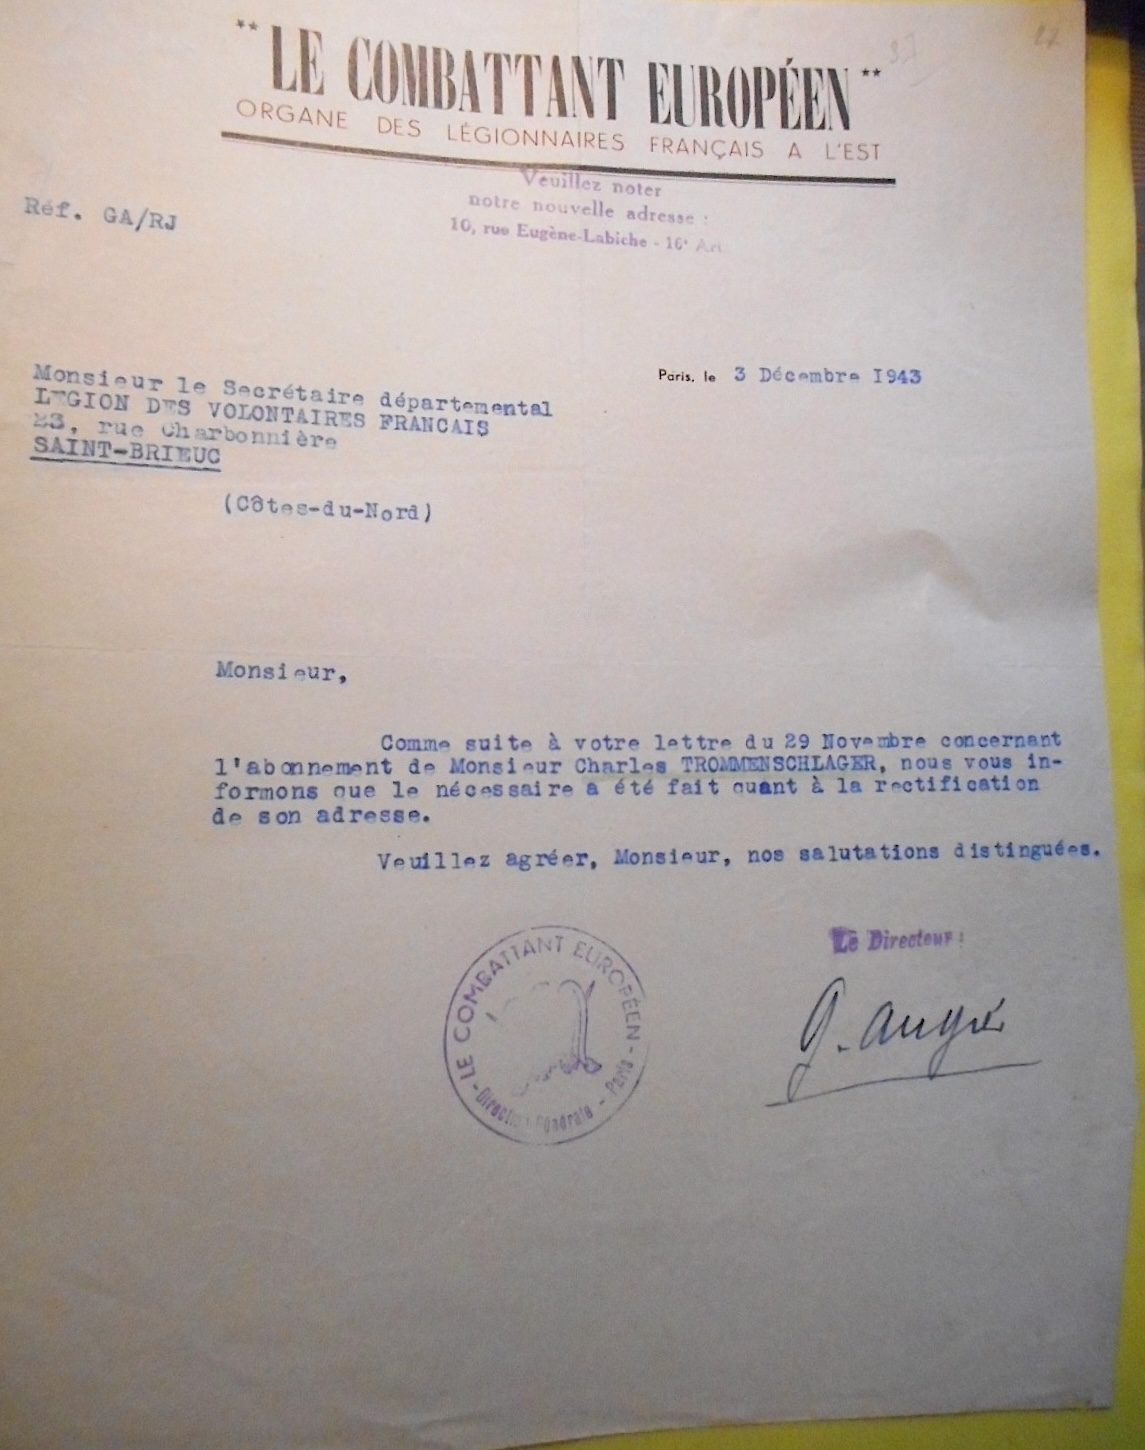 27
** LE COMBATTANT EUROPÉEN **
ORGANE DES LÉGIONNAIRES FRANÇAIS A L'EST
Veuillez noter
notre nouvelle adresse :
10, rue Eugène-Labiche - 16e Arr
Réf. GA/RJ
Paris, le 3 Décembre 1943
Monsieur le Secrétaire départemental
LEGION DES VOLONTAIRES FRANCAIS
23, rue Charbonnière
SAINT-BRIEUC
(Côtes-du-Nord)
Monsieur,
Comme suite à votre lettre du 29 Novembre concernant
l'abonnement de Monsieur Charles TROMMENSCHLAGER, nous vous in-
formons que le nécessaire a été fait quant à la rectification
de son adresse.
Veuillez agréer, Monsieur, nos salutations distinguées.
Le Directeur :
LE COMBATTANT EUROPÉEN
- Direction Générale - Paris -